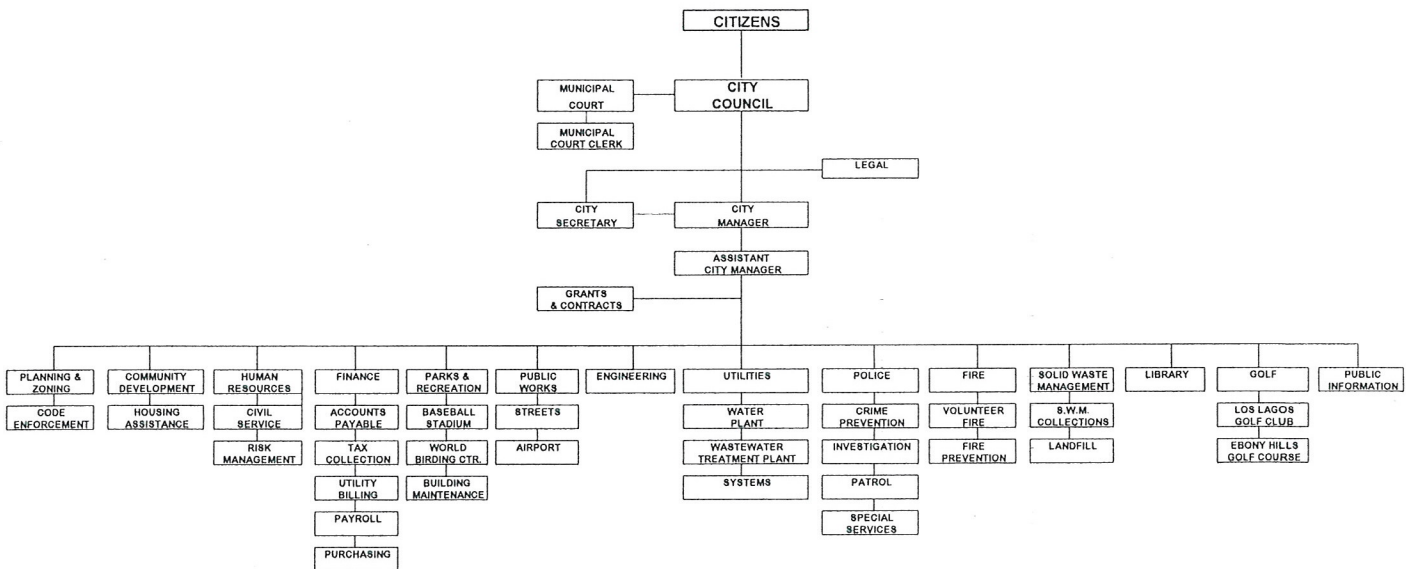 CITIZENS
CITY
COUNCIL
MUNICIPAL
COURT
MUNICIPAL
COURT CLERK
LEGAL
CITY
SECRETARY
CITY
MANAGER
ASSISTANT
CITY MANAGER
GRANTS
& CONTRACTS
PLANNING &
ZONING
CODE
ENFORCEMENT
COMMUNITY
DEVELOPMENT
HOUSING
ASSISTANCE
HUMAN
RESOURCES
CIVIL
SERVICE
RISK
MANAGEMENT
FINANCE
ACCOUNTS
PAYABLE
TAX
COLLECTION
UTILITY
BILLING
PAYROLL
PURCHASING
PARKS &
RECREATION
BASEBALL
STADIUM
WORLD
BIRDING CTR.
BUILDING
MAINTENANCE
PUBLIC
WORKS
STREETS
AIRPORT
ENGINEERING
UTILITIES
WATER
PLANT
WASTEWATER
TREATMENT PLANT
SYSTEMS
POLICE
CRIME
PREVENTION
INVESTIGATION
PATROL
SPECIAL
SERVICES
FIRE
VOLUNTEER
FIRE
FIRE
PREVENTION
SOLID WASTE
MANAGEMENT
S.W.M.
COLLECTIONS
LANDFILL
LIBRARY
GOLF
LOS LAGOS
GOLF CLUB
EBONY HILLS
GOLF COURSE
PUBLIC
INFORMATION